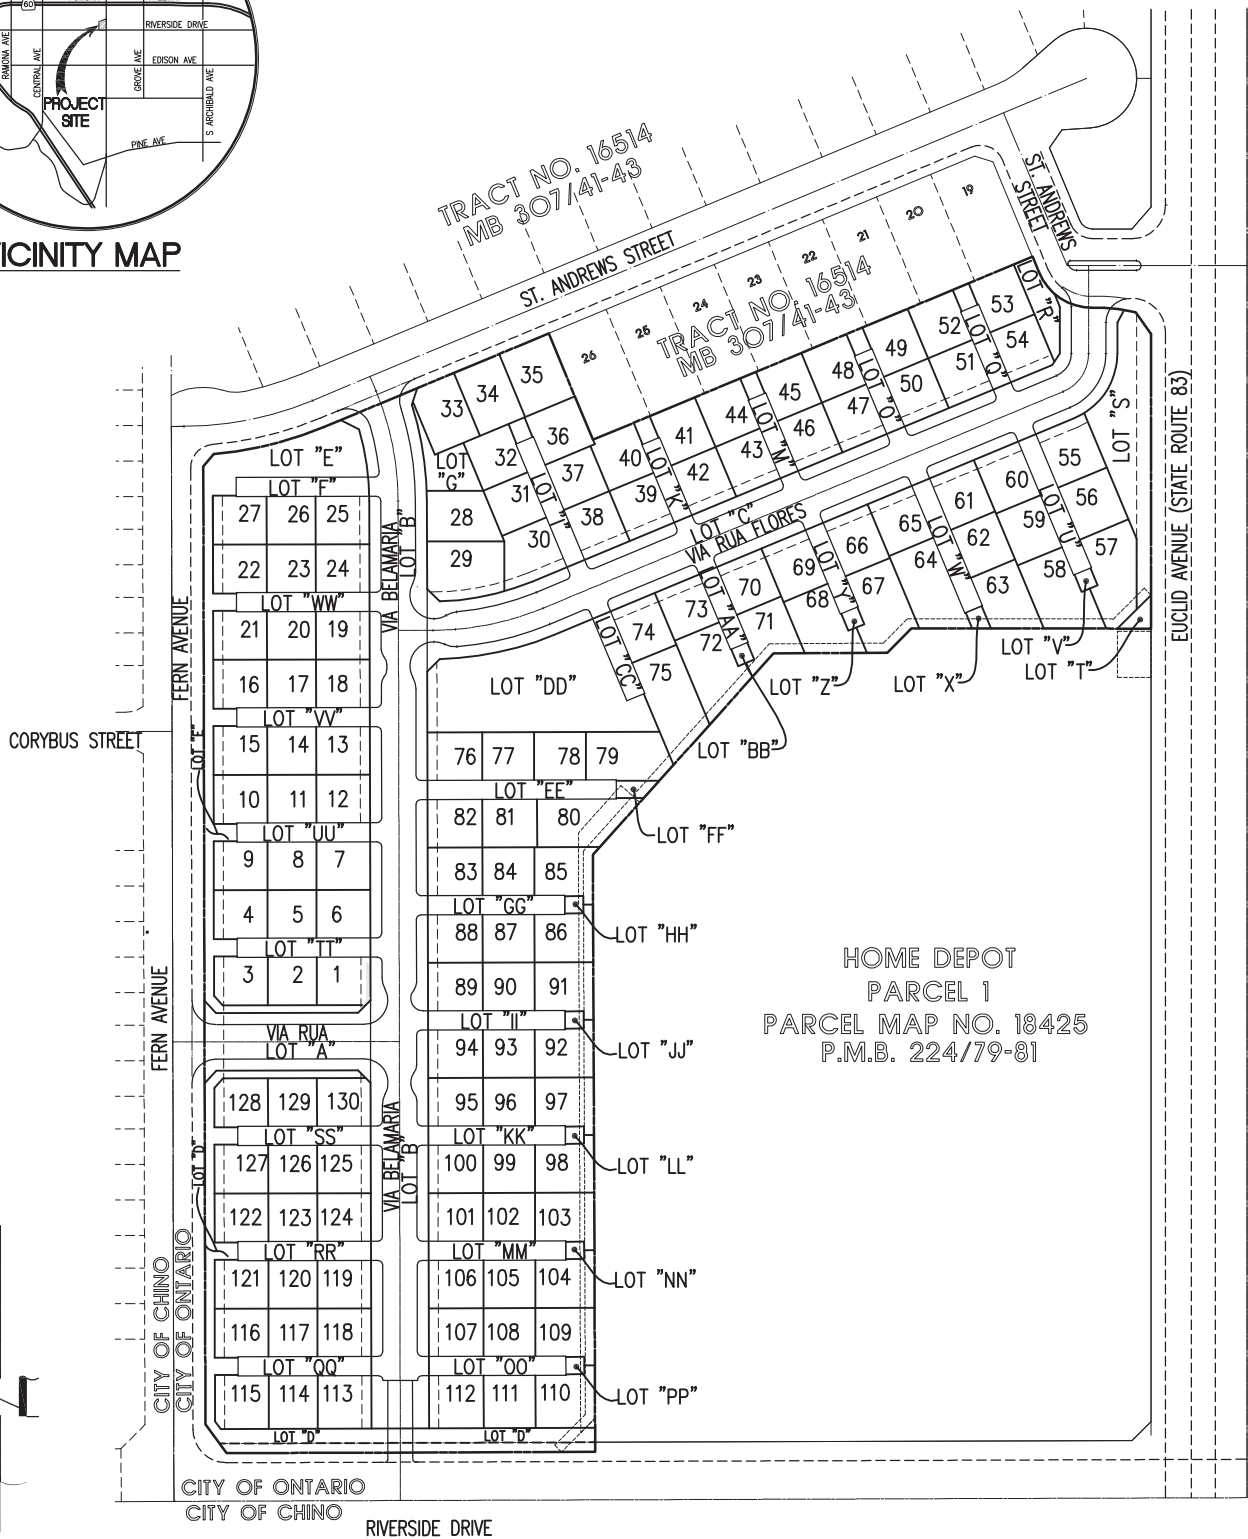 60
RIVERSIDE DRIVE
EDISON AVE
RAMONA AVE
CENTRAL AVE
GROVE AVE
S ARCHIBALD AVE
PROJECT
SITE
PINE AVE
VICINITY MAP
TRACT NO. 16514
MB 307/41-43
ST. ANDREWS STREET
ST. ANDREWS
STREET
19
20
21
22
23
24
25
26
TRACT NO. 16514
MB 307/41-43
LOT "R"
53
54
LOT "Q"
52
51
49
50
LOT "O"
48
47
45
46
LOT "M"
44
43
41
42
LOT "K"
40
39
36
37
38
35
34
33
32
31
30
LOT "I"
LOT
"G"
28
29
LOT "E"
LOT "F"
27 26 25
22 23 24
LOT "WW"
21 20 19
16 17 18
LOT "VV"
15 14 13
10 11 12
LOT "UU"
9 8 7
4 5 6
LOT "TT"
3 2 1
VIA RUA
LOT "A"
128 129 130
LOT "SS"
127 126 125
122 123 124
LOT "RR"
121 120 119
116 117 118
LOT "QQ"
115 114 113
LOT "D"
LOT "D"
VIA BELAMARIA
LOT "B"
LOT "C"
VIA RUA FLORES
LOT "S"
55
56
57
LOT "U"
60
59
58
61
62
63
LOT "W"
65
64
66
67
LOT "Y"
69
68
70
71
LOT "AA"
73
72
74
75
LOT "CC"
LOT "DD"
LOT "V"
LOT "T"
LOT "X"
LOT "Z"
LOT "BB"
76 77 78 79
LOT "EE"
LOT "FF"
82 81 80
83 84 85
LOT "GG"
LOT "HH"
88 87 86
89 90 91
LOT "II"
LOT "JJ"
94 93 92
95 96 97
LOT "KK"
LOT "LL"
100 99 98
101 102 103
LOT "MM"
LOT "NN"
106 105 104
107 108 109
LOT "OO"
LOT "PP"
112 111 110
VIA BELAMARIA
LOT "B"
FERN AVENUE
CORYBUS STREET
LOT "E"
FERN AVENUE
LOT "D"
CITY OF CHINO
CITY OF ONTARIO
EUCLID AVENUE (STATE ROUTE 83)
HOME DEPOT
PARCEL 1
PARCEL MAP NO. 18425
P.M.B. 224/79-81
CITY OF ONTARIO
CITY OF CHINO
RIVERSIDE DRIVE